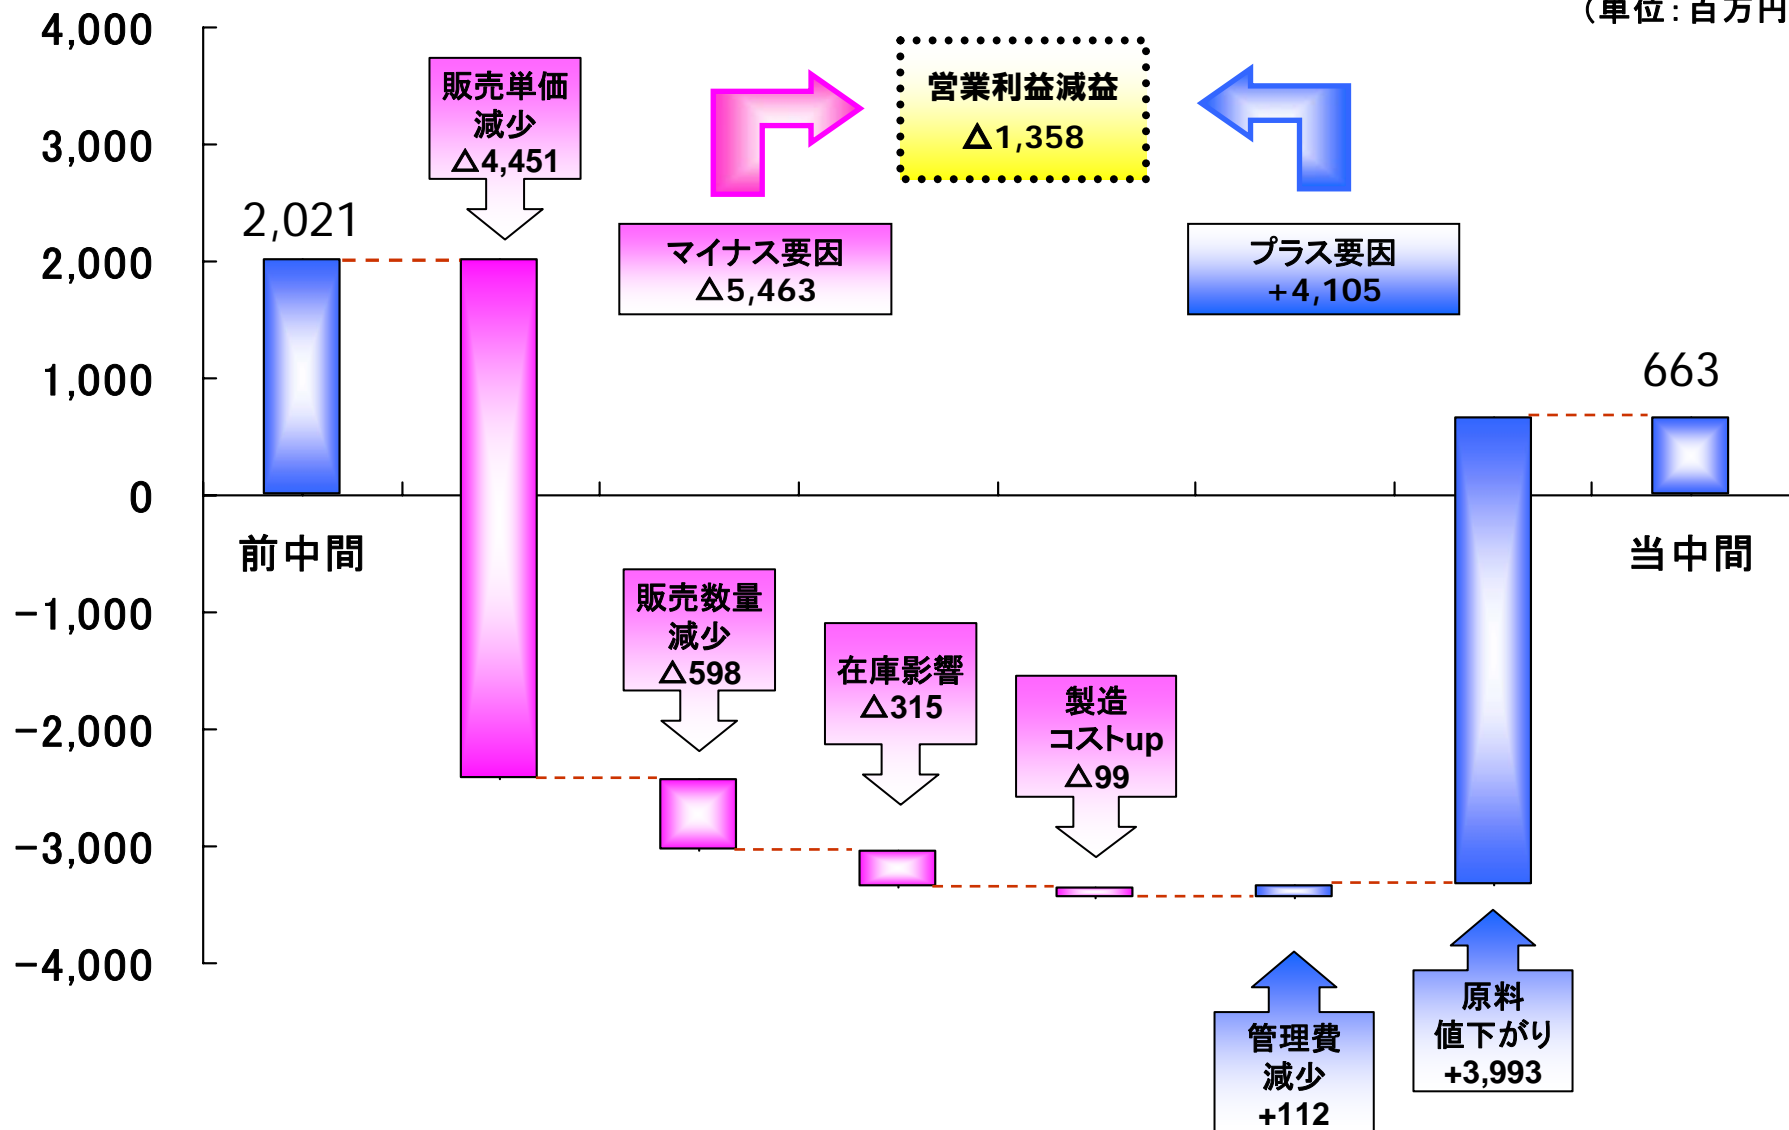 (単位:百万円
4,000
3,000
2,000
1,000
0
-1,000
-2,000
-3,000
-4,000
2,021
前中間
販売単価
減少
△4,451
営業利益減益
△1,358
マイナス要因
△5,463
プラス要因
+4,105
販売数量
減少
△598
在庫影響
△315
製造
コストup
△99
管理費
減少
+112
原料
値下がり
+3,993
663
当中間